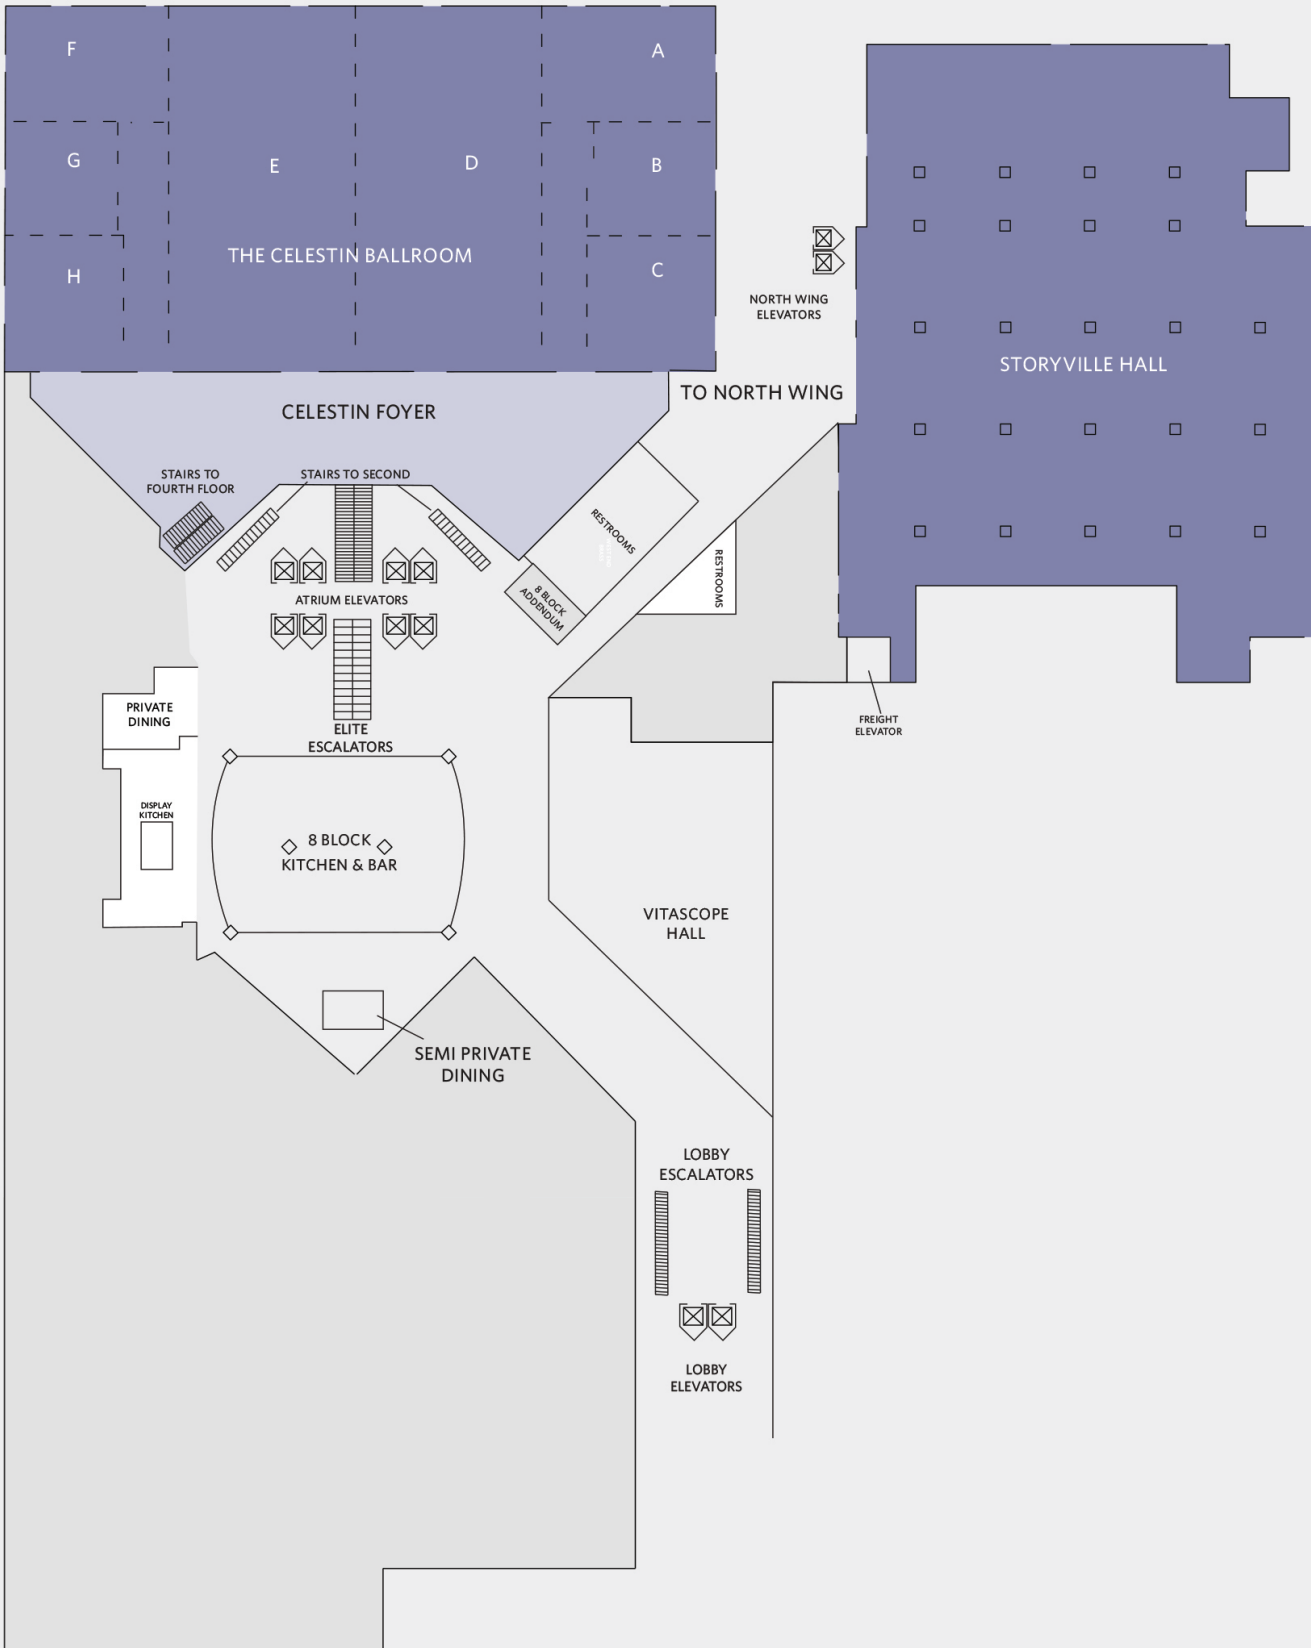 F
A
G
E
D
B
THE CELESTIN BALLROOM
H
C
NORTH WING
ELEVATORS
STORYVILLE HALL
TO NORTH WING
CELESTIN FOYER
STAIRS TO
FOURTH FLOOR
STAIRS TO SECOND
RESTROOMS
RESTROOMS
8 BLOCK
ADDENDUM
ATRIUM ELEVATORS
PRIVATE
DINING
ELITE
ESCALATORS
FREIGHT
ELEVATOR
DISPLAY
KITCHEN
8 BLOCK
KITCHEN & BAR
VITASCOPE
HALL
SEMI PRIVATE
DINING
LOBBY
ESCALATORS
LOBBY
ELEVATORS